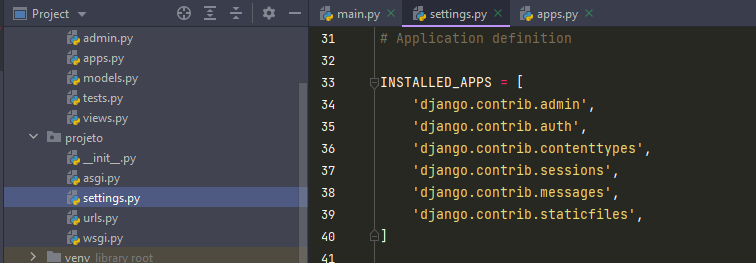 Project
main.py
settings.py
apps.py
admin.py
apps.py
models.py
tests.py
views.py
projeto
__init__.py
asgi.py
settings.py
urls.py
wsgi.py
venv library root
31 # Application definition
32
33 INSTALLED_APPS = [
34 'django.contrib.admin',
35 'django.contrib.auth',
36 'django.contrib.contenttypes',
37 'django.contrib.sessions',
38 'django.contrib.messages',
39 'django.contrib.staticfiles',
40 ]
41